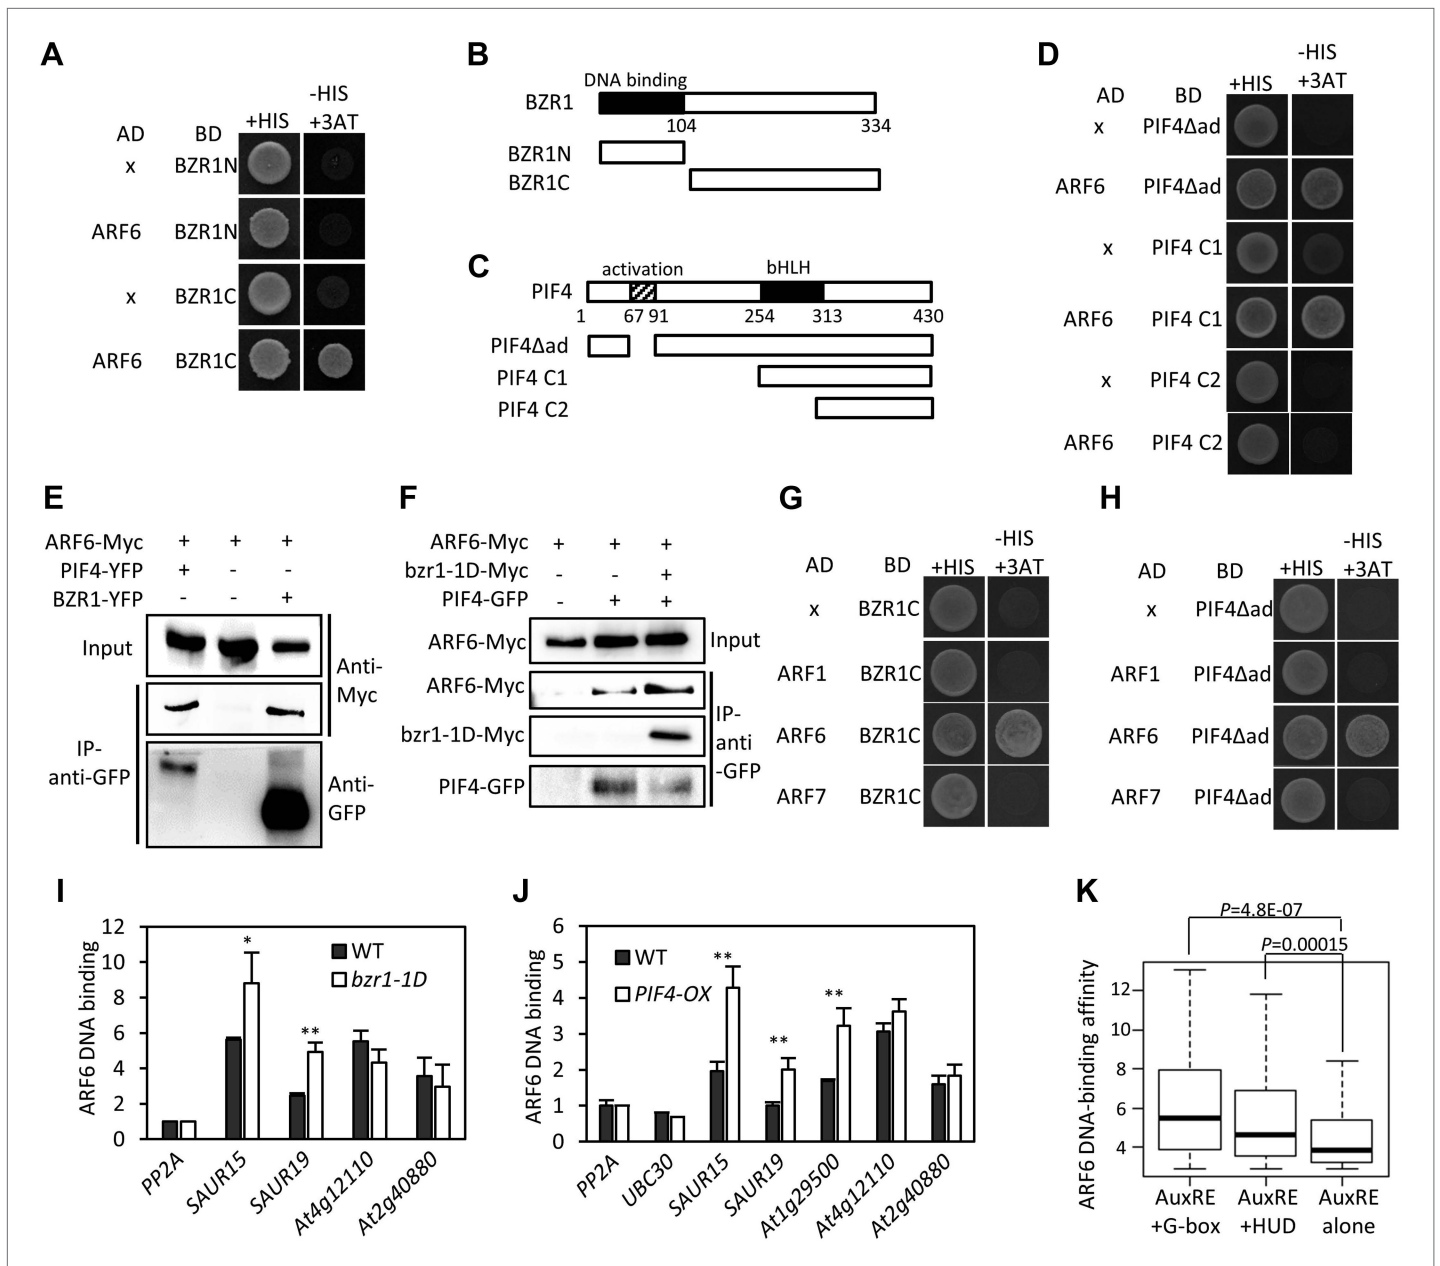 A
AD BD +HIS -HIS +3AT
x BZR1N
ARF6 BZR1N
x BZR1C
ARF6 BZR1C
B
DNA binding
BZR1
104 334
BZR1N
BZR1C
C
activation bHLH
PIF4
1 67 91 254 313 430
PIF4Δad
PIF4 C1
PIF4 C2
D
AD BD +HIS -HIS +3AT
x PIF4Δad
ARF6 PIF4Δad
x PIF4 C1
ARF6 PIF4 C1
x PIF4 C2
ARF6 PIF4 C2
E
ARF6-Myc + + +
PIF4-YFP + - -
BZR1-YFP - - +
Input
Anti-Myc
IP-anti-GFP
Anti-GFP
F
ARF6-Myc + + +
bzr1-1D-Myc - - +
PIF4-GFP - + +
ARF6-Myc Input
ARF6-Myc
bzr1-1D-Myc
PIF4-GFP
IP-anti-GFP
G
AD BD +HIS -HIS +3AT
x BZR1C
ARF1 BZR1C
ARF6 BZR1C
ARF7 BZR1C
H
AD BD +HIS -HIS +3AT
x PIF4Δad
ARF1 PIF4Δad
ARF6 PIF4Δad
ARF7 PIF4Δad
I
ARF6 DNA binding
12
10
8
6
4
2
0
WT
bzr1-1D
*
**
PP2A SAUR15 SAUR19 At4g12110 At2g40880
J
ARF6 DNA binding
6
5
4
3
2
1
0
WT
PIF4-OX
**
**
**
PP2A UBC30 SAUR15 SAUR19 At1g29500 At4g12110 At2g40880
K
P=4.8E-07
P=0.00015
ARF6 DNA-binding affinity
12
10
8
6
4
AuxRE +G-box
AuxRE +HUD
AuxRE alone